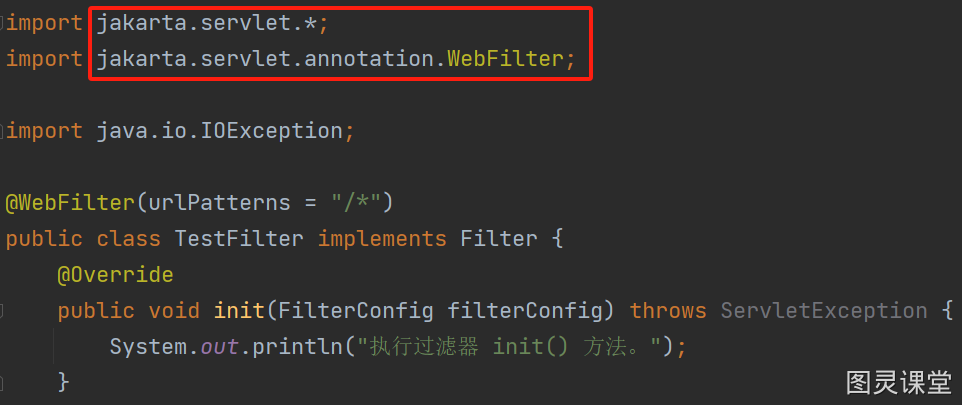 import jakarta.servlet.*;
import jakarta.servlet.annotation.WebFilter;
import java.io.IOException;
@WebFilter(urlPatterns = "/*")
public class TestFilter implements Filter {
@Override
public void init(FilterConfig filterConfig) throws ServletException {
System.out.println("执行过滤器 init() 方法。");
}
图灵课堂